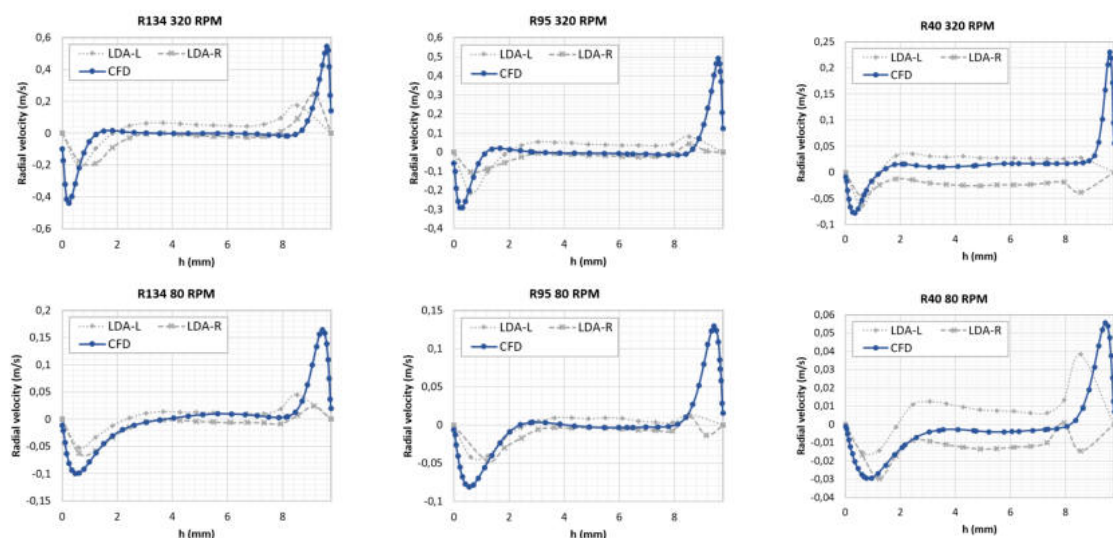 R134 320 RPM
LDA-L LDA-R
CFD
Radial velocity (m/s)
0,6
0,4
0,2
0
-0,2
-0,4
-0,6
0 2 4 6 8
h (mm)
R95 320 RPM
LDA-L LDA-R
CFD
Radial velocity (m/s)
0,6
0,5
0,4
0,3
0,2
0,1
0
-0,1
-0,2
-0,3
-0,4
0 2 4 6 8
h (mm)
R40 320 RPM
LDA-L LDA-R
CFD
Radial velocity (m/s)
0,25
0,2
0,15
0,1
0,05
0
-0,05
-0,1
0 2 4 6 8
h (mm)
R134 80 RPM
LDA-L LDA-R
CFD
Radial velocity (m/s)
0,2
0,15
0,1
0,05
0
-0,05
-0,1
-0,15
0 2 4 6 8
h (mm)
R95 80 RPM
LDA-L LDA-R
CFD
Radial velocity (m/s)
0,15
0,1
0,05
0
-0,05
-0,1
0 2 4 6 8
h (mm)
R40 80 RPM
LDA-L LDA-R
CFD
Radial velocity (m/s)
0,06
0,05
0,04
0,03
0,02
0,01
0
-0,01
-0,02
-0,03
-0,04
0 2 4 6 8
h (mm)